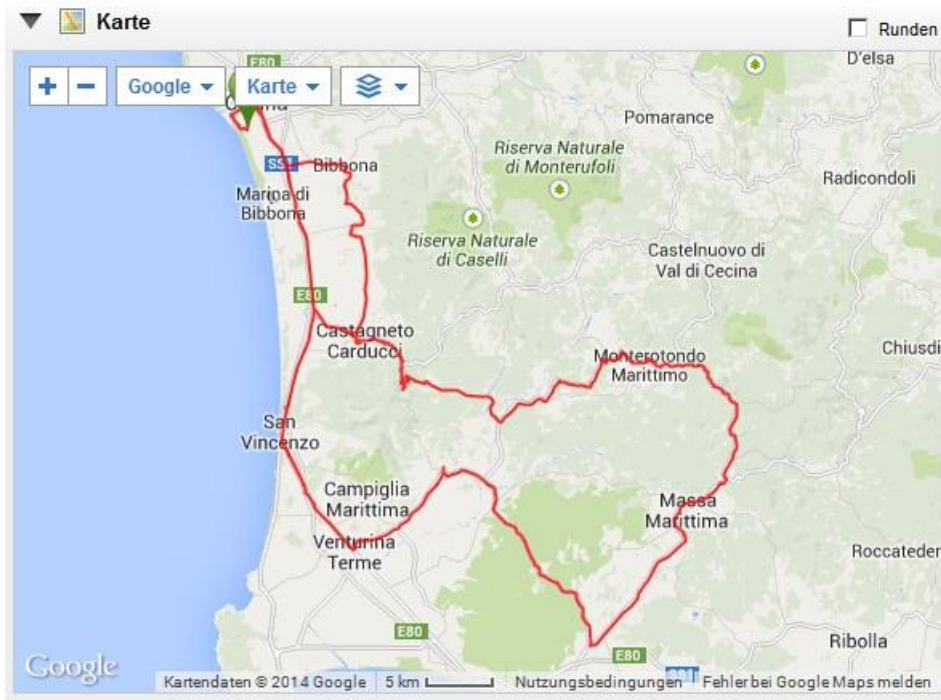 Karte
Runden
+
−
Google
Karte
E80
D'elsa
Pomarance
SS1
Bibbona
Riserva Naturale
di Monterufoli
Radicondoli
Marina di
Bibbona
Riserva Naturale
di Caselli
Castelnuovo di
Val di Cecina
E80
Castagneto
Carducci
Monterotondo
Marittimo
Chiusdi
San
Vincenzo
Campiglia
Marittima
Massa
Marittima
Venturina
Terme
Roccateder
E80
Ribolla
E80
SS1
Google
Kartendaten © 2014 Google
5 km
Nutzungsbedingungen
Fehler bei Google Maps melden